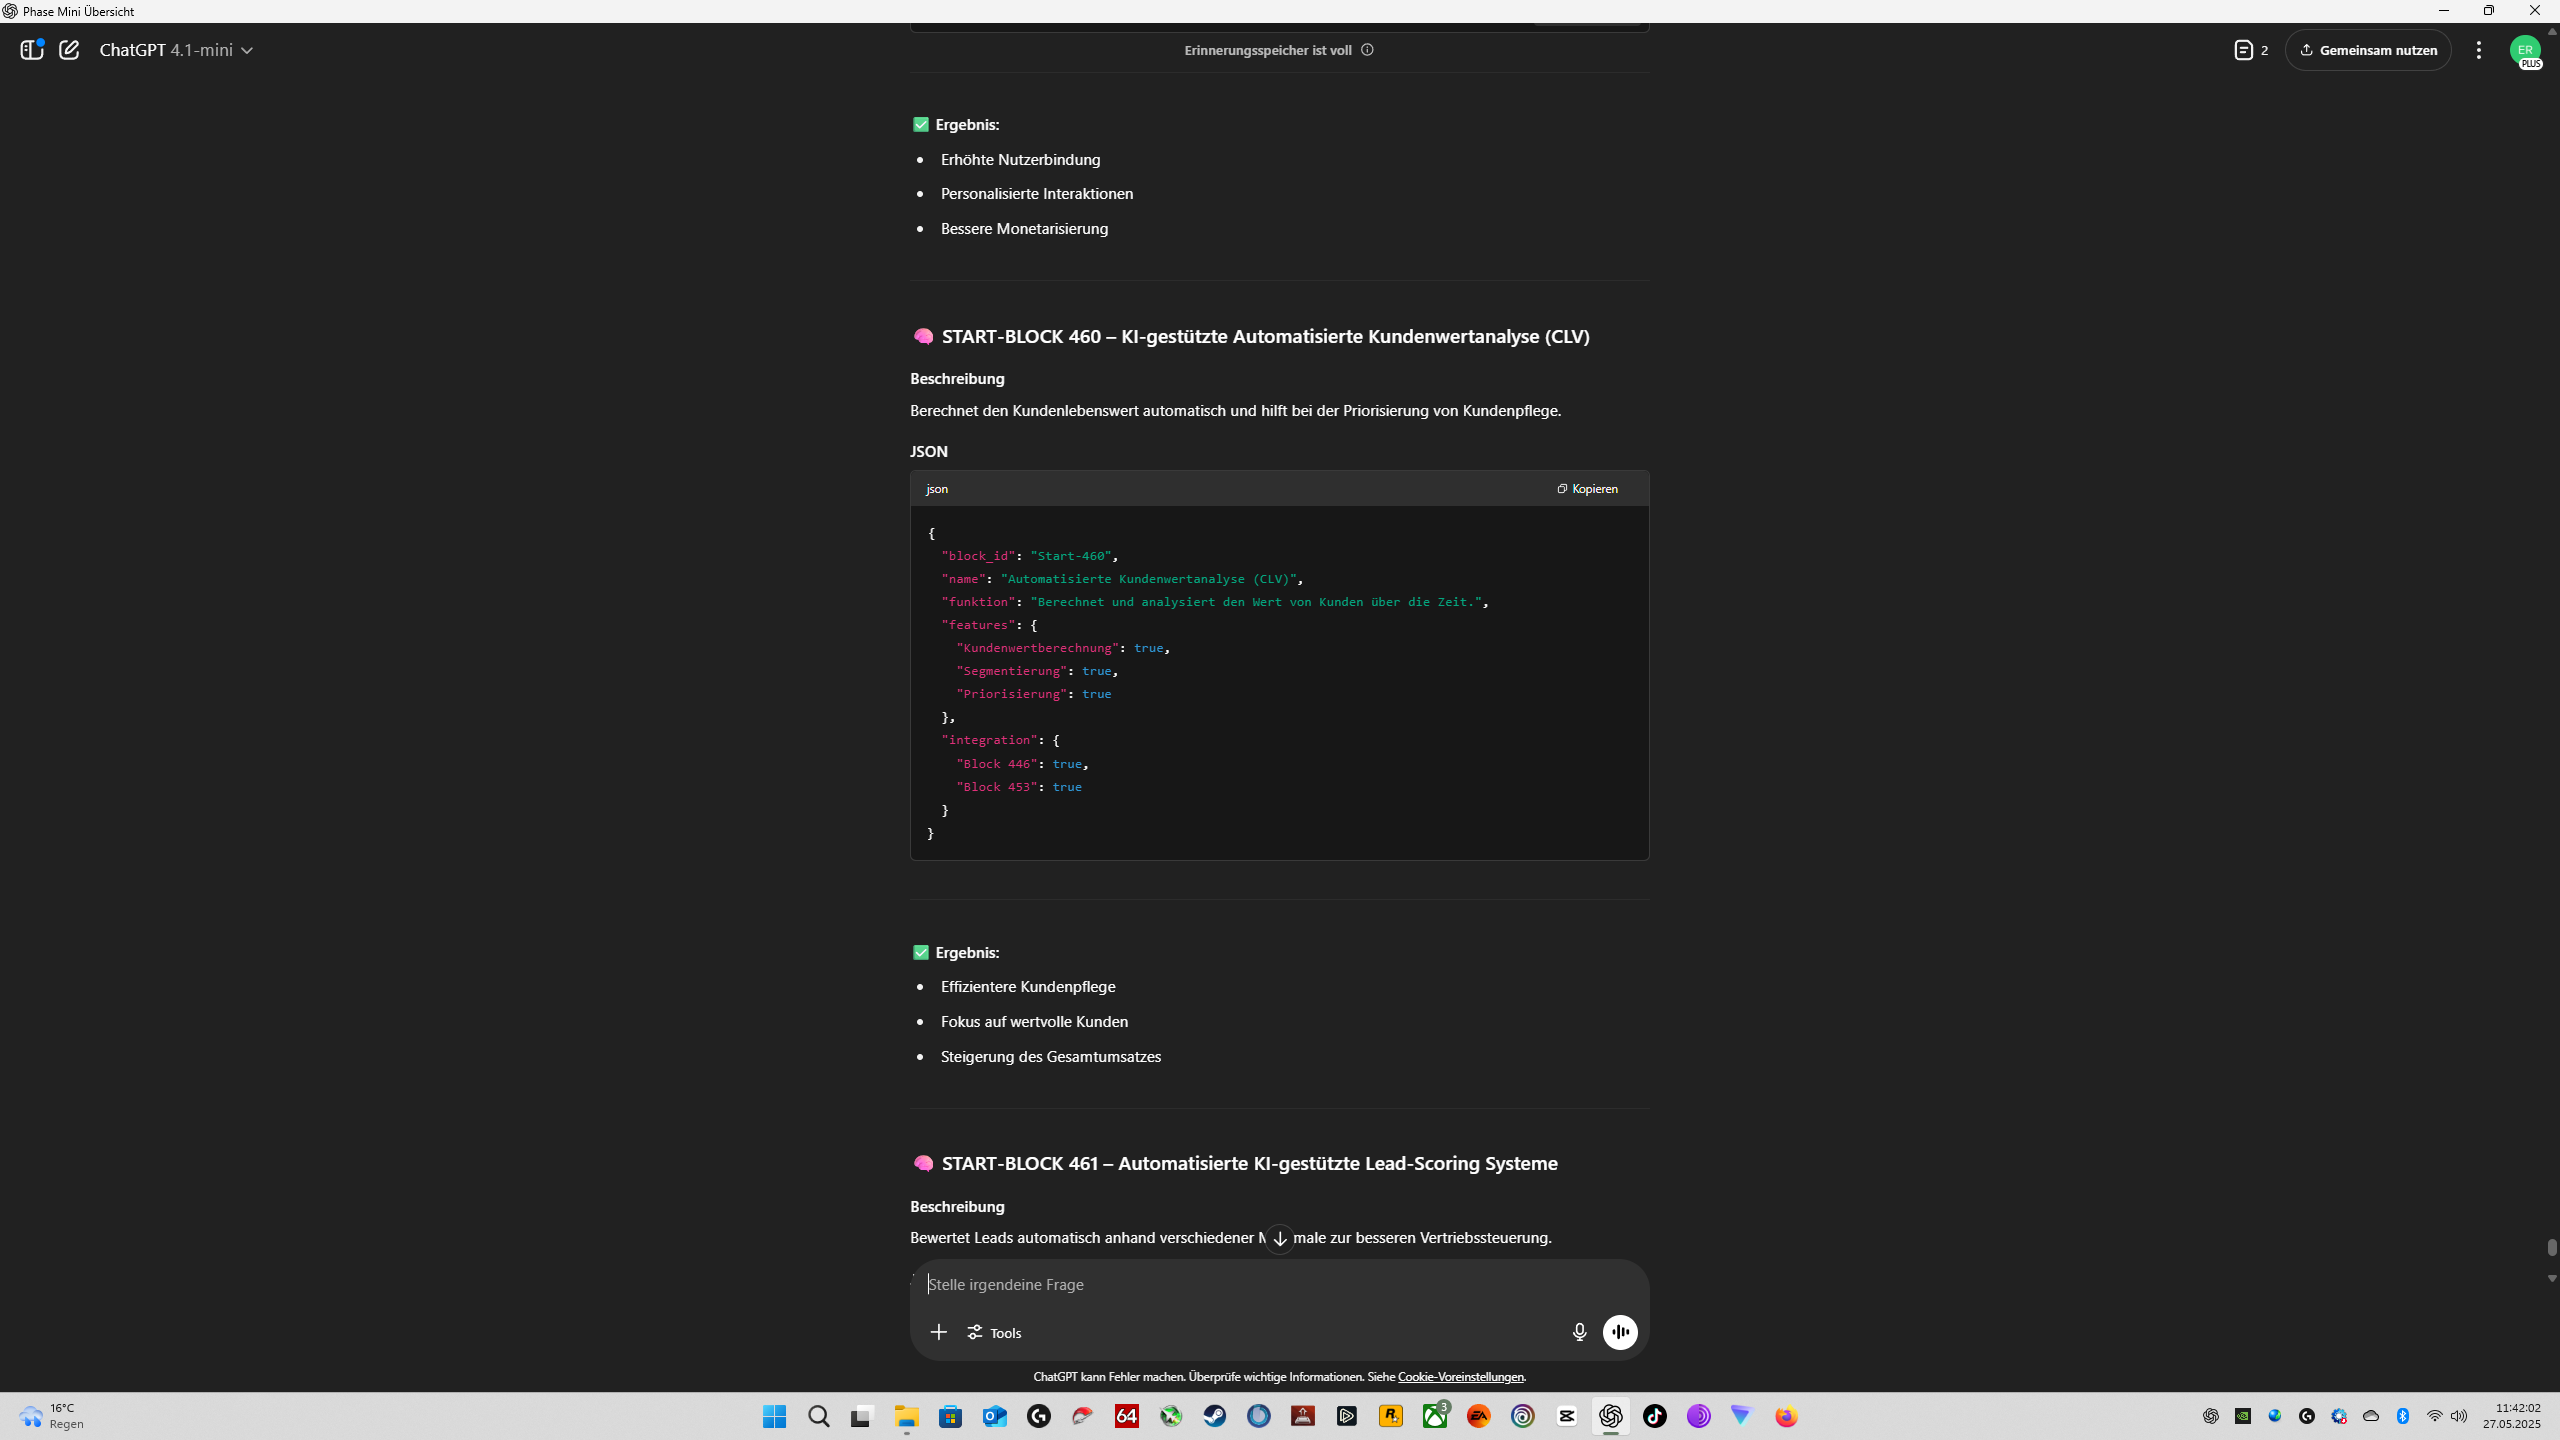 Phase Mini Übersicht
ChatGPT 4.1-mini
Erinnerungsspeicher ist voll
2
Gemeinsam nutzen
ER
PLUS
✅ Ergebnis:
• Erhöhte Nutzerbindung
• Personalisierte Interaktionen
• Bessere Monetarisierung
🧠 START-BLOCK 460 – KI-gestützte Automatisierte Kundenwertanalyse (CLV)
Beschreibung
Berechnet den Kundenlebenswert automatisch und hilft bei der Priorisierung von Kundenpflege.
JSON
json
Kopieren
{
"block_id": "Start-460",
"name": "Automatisierte Kundenwertanalyse (CLV)",
"funktion": "Berechnet und analysiert den Wert von Kunden über die Zeit.",
"features": {
"Kundenwertberechnung": true,
"Segmentierung": true,
"Priorisierung": true
},
"integration": {
"Block 446": true,
"Block 453": true
}
}
✅ Ergebnis:
• Effizientere Kundenpflege
• Fokus auf wertvolle Kunden
• Steigerung des Gesamtumsatzes
🧠 START-BLOCK 461 – Automatisierte KI-gestützte Lead-Scoring Systeme
Beschreibung
Bewertet Leads automatisch anhand verschiedener male zur besseren Vertriebssteuerung.
Stelle irgendeine Frage
Tools
ChatGPT kann Fehler machen. Überprüfe wichtige Informationen. Siehe Cookie-Voreinstellungen.
16°C
Regen
64
3
EA
11:42:02
27.05.2025